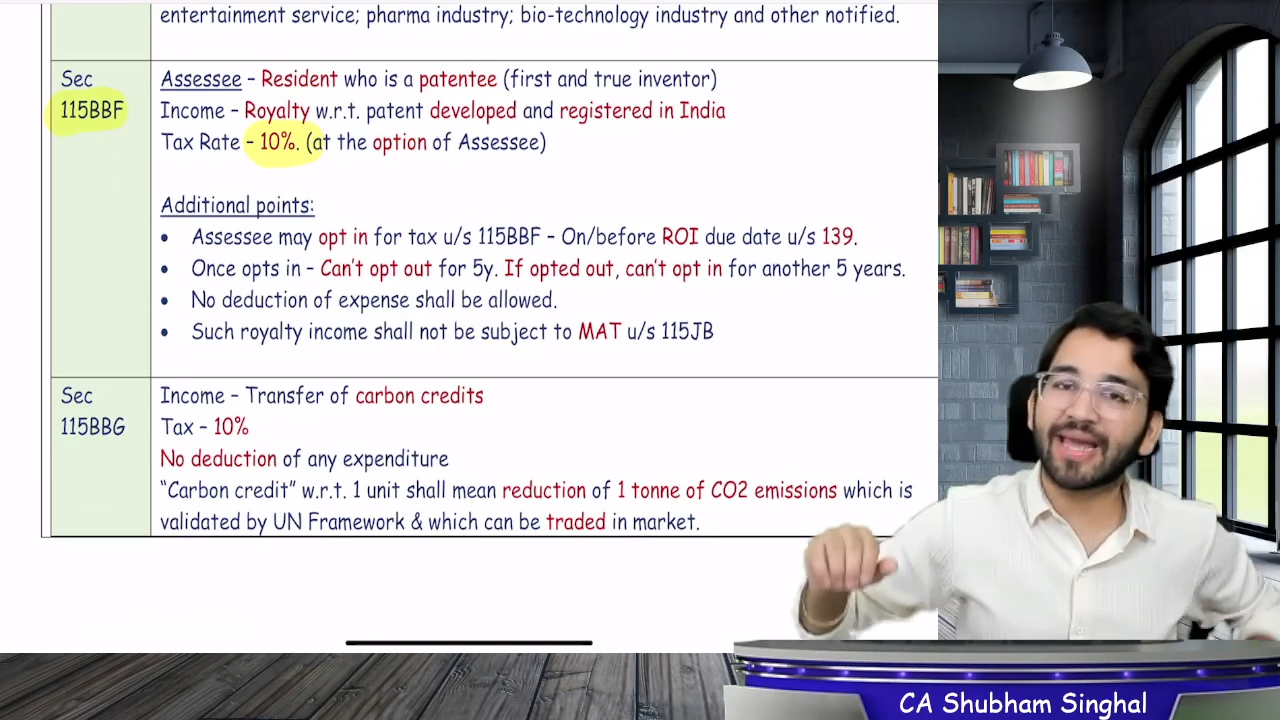 entertainment service; pharma industry; bio-technology industry and other notified.
Sec
115BBF
Assessee – Resident who is a patentee (first and true inventor)
Income – Royalty w.r.t. patent developed and registered in India
Tax Rate – 10%. (at the option of Assessee)
Additional points:
• Assessee may opt in for tax u/s 115BBF – On/before ROI due date u/s 139.
• Once opts in – Can't opt out for 5y. If opted out, can't opt in for another 5 years.
• No deduction of expense shall be allowed.
• Such royalty income shall not be subject to MAT u/s 115JB
Sec
115BBG
Income – Transfer of carbon credits
Tax – 10%
No deduction of any expenditure
“Carbon credit” w.r.t. 1 unit shall mean reduction of 1 tonne of CO2 emissions which is
validated by UN Framework & which can be traded in market.
CA Shubham Singhal